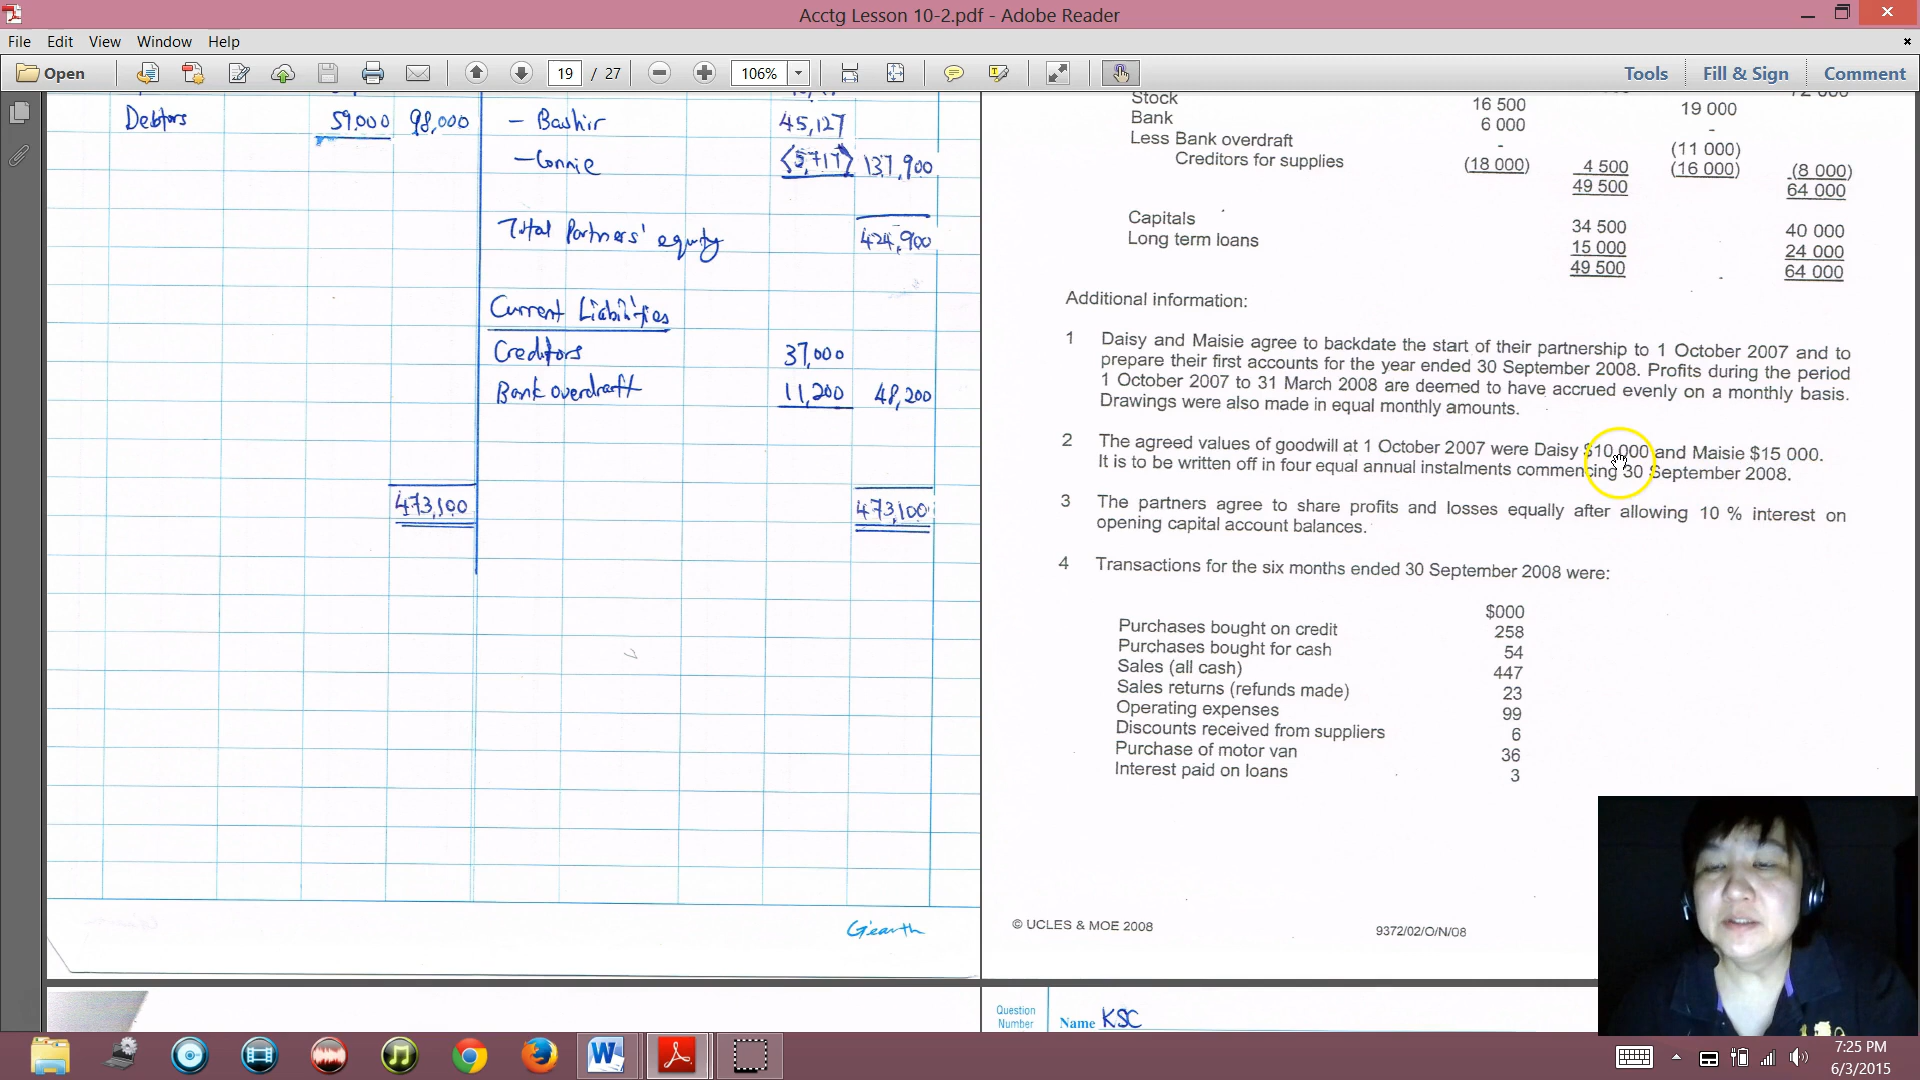 Acctg Lesson 10-2.pdf - Adobe Reader
File Edit View Window Help
Open 19 / 27 106% Tools Fill & Sign Comment
Debtors 59,000 98,000
- Bashir 45,127
- Connie (5,717) 137,900
Total Partners' equity 424,900
Current Liabilities
Creditors 37,000
Bank overdraft 11,200 48,200
473,100 473,100
G'earth
Stock 16 500 19 000
Bank 6 000 -
Less Bank overdraft - (11 000)
Creditors for supplies (18 000) 4 500 (16 000) (8 000)
49 500 64 000
Capitals 34 500 40 000
Long term loans 15 000 24 000
49 500 64 000
Additional information:
1 Daisy and Maisie agree to backdate the start of their partnership to 1 October 2007 and to
prepare their first accounts for the year ended 30 September 2008. Profits during the period
1 October 2007 to 31 March 2008 are deemed to have accrued evenly on a monthly basis.
Drawings were also made in equal monthly amounts.
2 The agreed values of goodwill at 1 October 2007 were Daisy $10 000 and Maisie $15 000.
It is to be written off in four equal annual instalments commencing 30 September 2008.
3 The partners agree to share profits and losses equally after allowing 10 % interest on
opening capital account balances.
4 Transactions for the six months ended 30 September 2008 were:
$000
Purchases bought on credit 258
Purchases bought for cash 54
Sales (all cash) 447
Sales returns (refunds made) 23
Operating expenses 99
Discounts received from suppliers 6
Purchase of motor van 36
Interest paid on loans 3
© UCLES & MOE 2008 9372/02/O/N/08
Question
Number
Name KSC
7:25 PM
6/3/2015